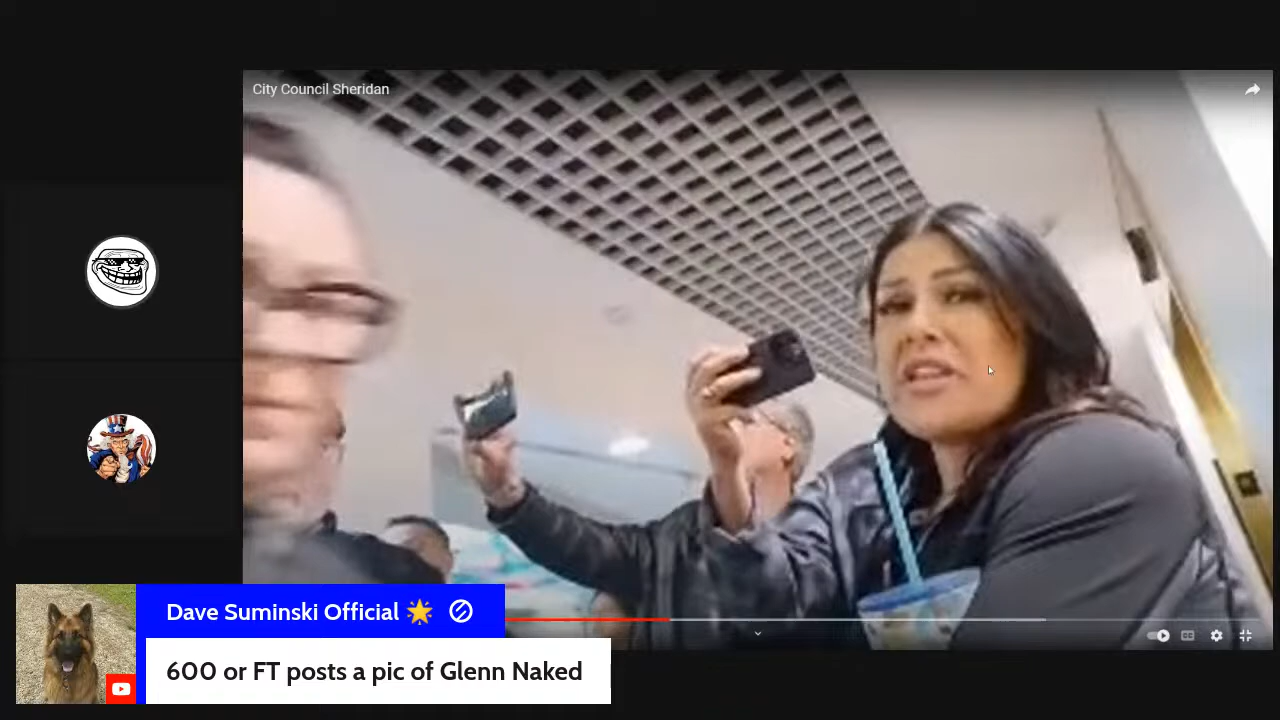 City Council Sheridan
Dave Suminski Official
600 or FT posts a pic of Glenn Naked